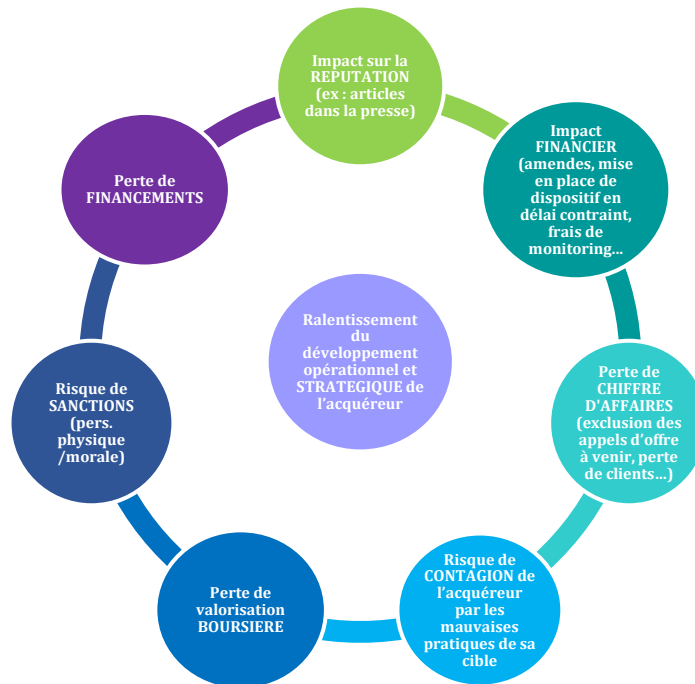 Impact sur la
REPUTATION
(ex : articles
dans la presse)
Impact
FINANCIER
(amendes, mise
en place de
dispositif en
délai contraint,
frais de
monitoring…
Perte de
CHIFFRE
D'AFFAIRES
(exclusion des
appels d’offre
à venir, perte
de clients…)
Risque de
CONTAGION de
l’acquéreur
par les
mauvaises
pratiques de sa
cible
Perte de
valorisation
BOURSIERE
Risque de
SANCTIONS
(pers.
physique
/morale)
Perte de
FINANCEMENTS
Ralentissement
du
développement
opérationnel et
STRATEGIQUE de
l’acquéreur